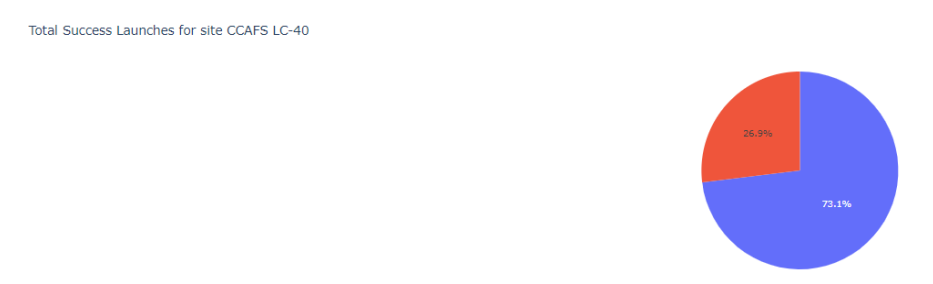 Total Success Launches for site CCAFS LC-40
26.9%
73.1%